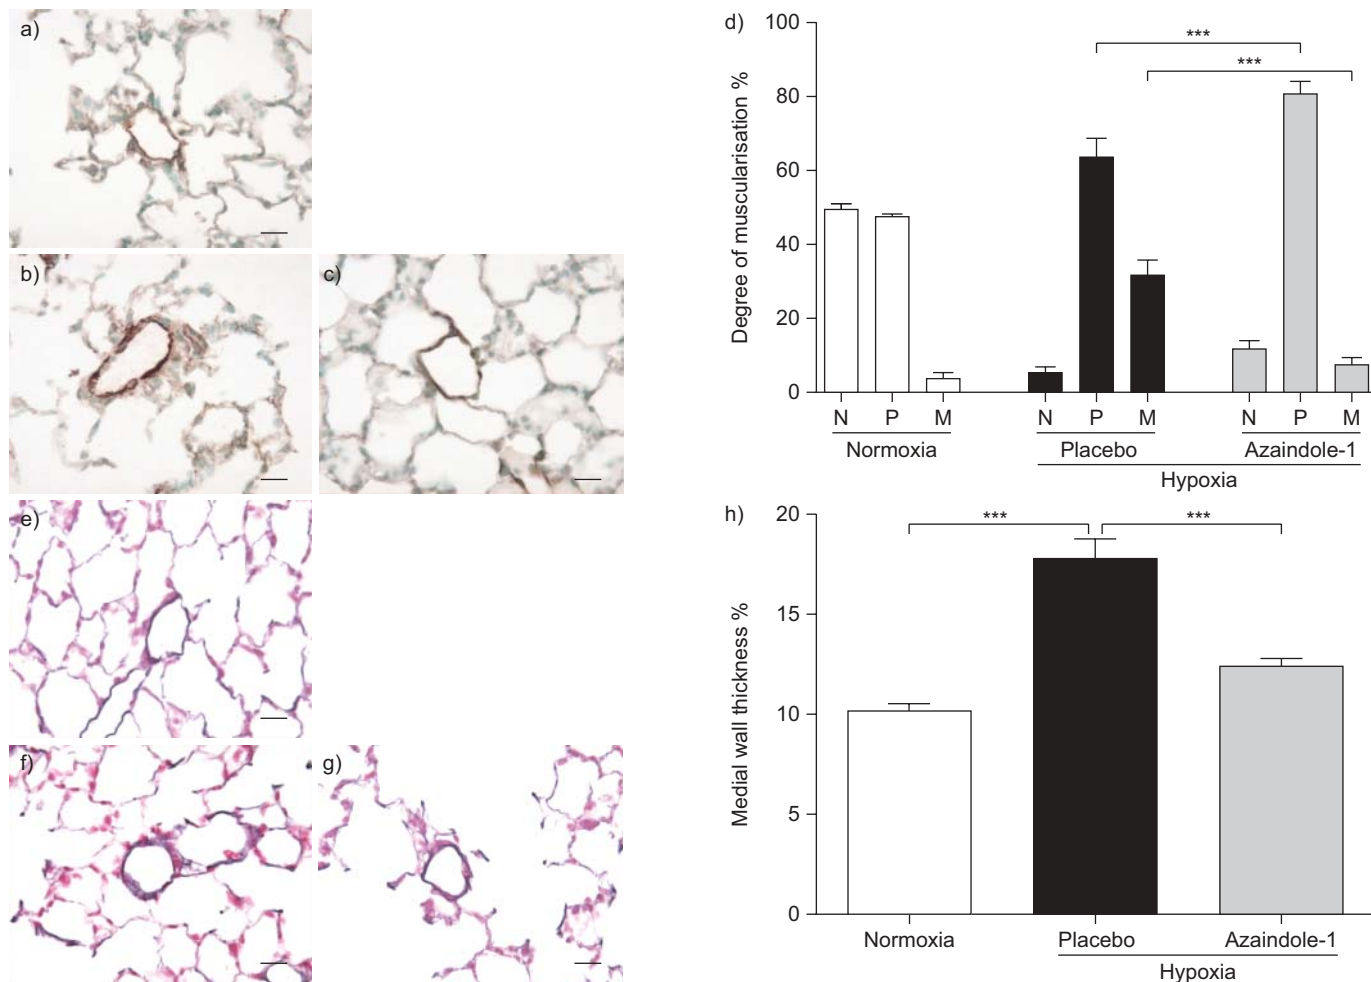 a)
b)
c)
e)
f)
g)
d)
Degree of muscularisation %
100
80
60
40
20
0
***
***
N P M N P M N P M
Normoxia Placebo Azaindole-1
Hypoxia
h)
Medial wall thickness %
20
15
10
5
0
*** ***
Normoxia Placebo Azaindole-1
Hypoxia